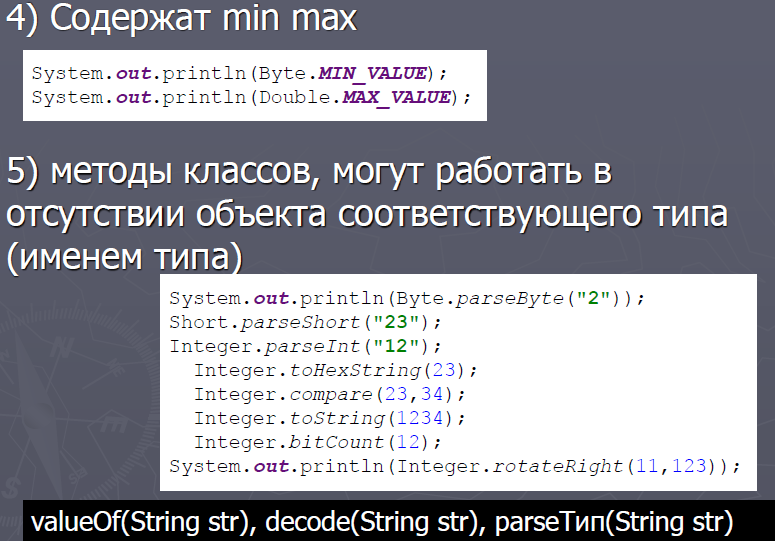 4) Содержат min max
System.out.println(Byte.MIN_VALUE);
System.out.println(Double.MAX_VALUE);
5) методы классов, могут работать в
отсутствии объекта соответствующего типа
(именем типа)
System.out.println(Byte.parseByte("2"));
Short.parseShort("23");
Integer.parseInt("12");
Integer.toHexString(23);
Integer.compare(23,34);
Integer.toString(1234);
Integer.bitCount(12);
System.out.println(Integer.rotateRight(11,123));
valueOf(String str), decode(String str), parseТип(String str)